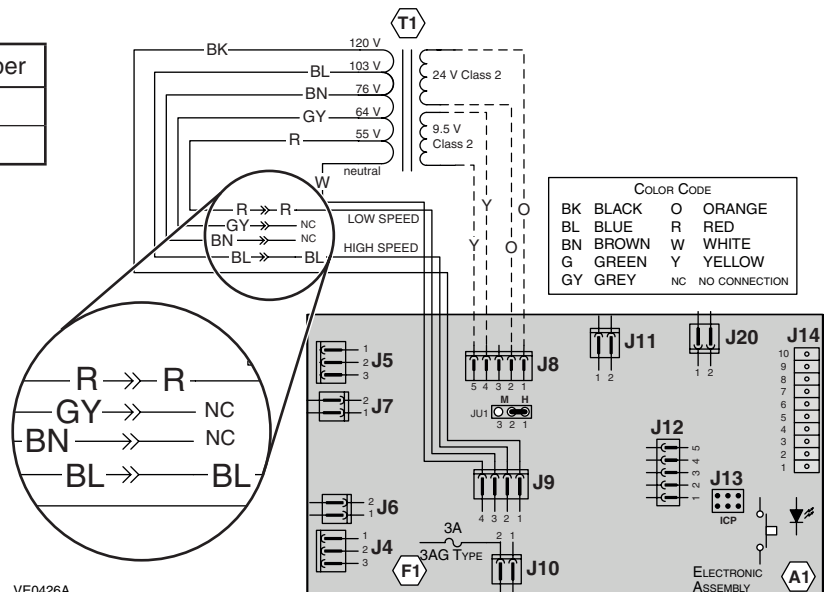 T1
120 V
BK
BL
103 V
BN
76 V
GY
64 V
R
55 V
neutral
W
24 V Class 2
9.5 V
Class 2
Y
O
Y
O
R R
LOW SPEED
GY NC
BN NC
HIGH SPEED
BL BL
COLOR CODE
BK BLACK O ORANGE
BL BLUE R RED
BN BROWN W WHITE
G GREEN Y YELLOW
GY GREY NC NO CONNECTION
R R
GY NC
BN NC
BL BL
J5
1
2
3
J7
2
1
J6
2
1
J4
1
2
3
J8
5 4 3 2 1
M H
JU1
3 2 1
J9
4 3 2 1
3A
3AG TYPE
F1
2 1
J10
J11
1 2
J20
1 2
J14
10
9
8
7
6
5
4
3
2
1
J12
5
4
3
2
1
J13
ICP
ELECTRONIC
ASSEMBLY
A1